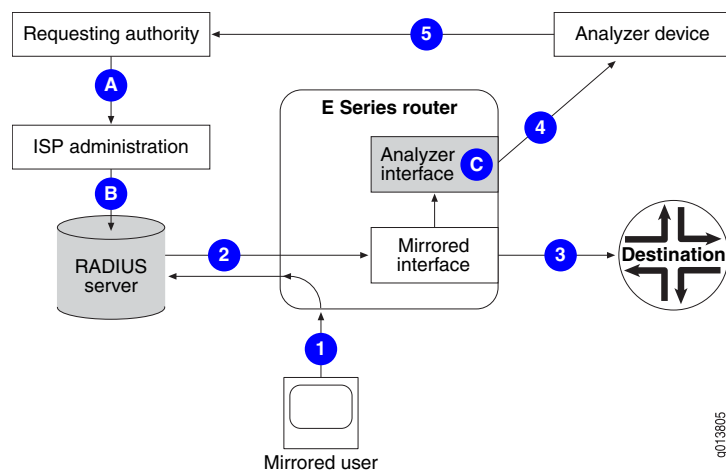 Requesting authority
5
Analyzer device
A
E Series router
4
ISP administration
Analyzer
interface
C
B
RADIUS
server
2
Mirrored
interface
3
Destination
1
Mirrored user
g013805